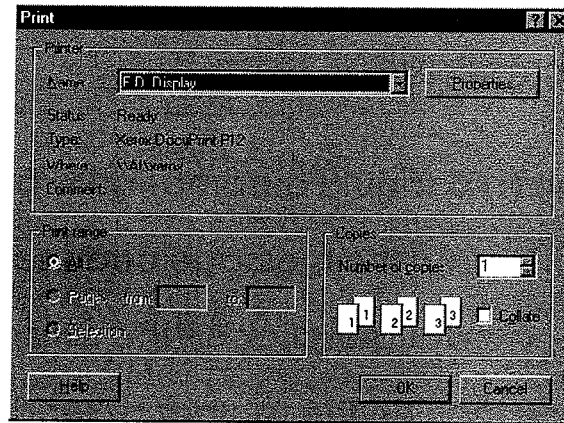 Print
Printer
Name: F.D. Display Properties
Status: Ready
Type: Xerox DocuPrint P12
Where:
Comment:
Print range
All
Pages from: to:
Selection
Copies
Number of copies: 1
1 1 2 2 3 3 Collate
Help OK Cancel